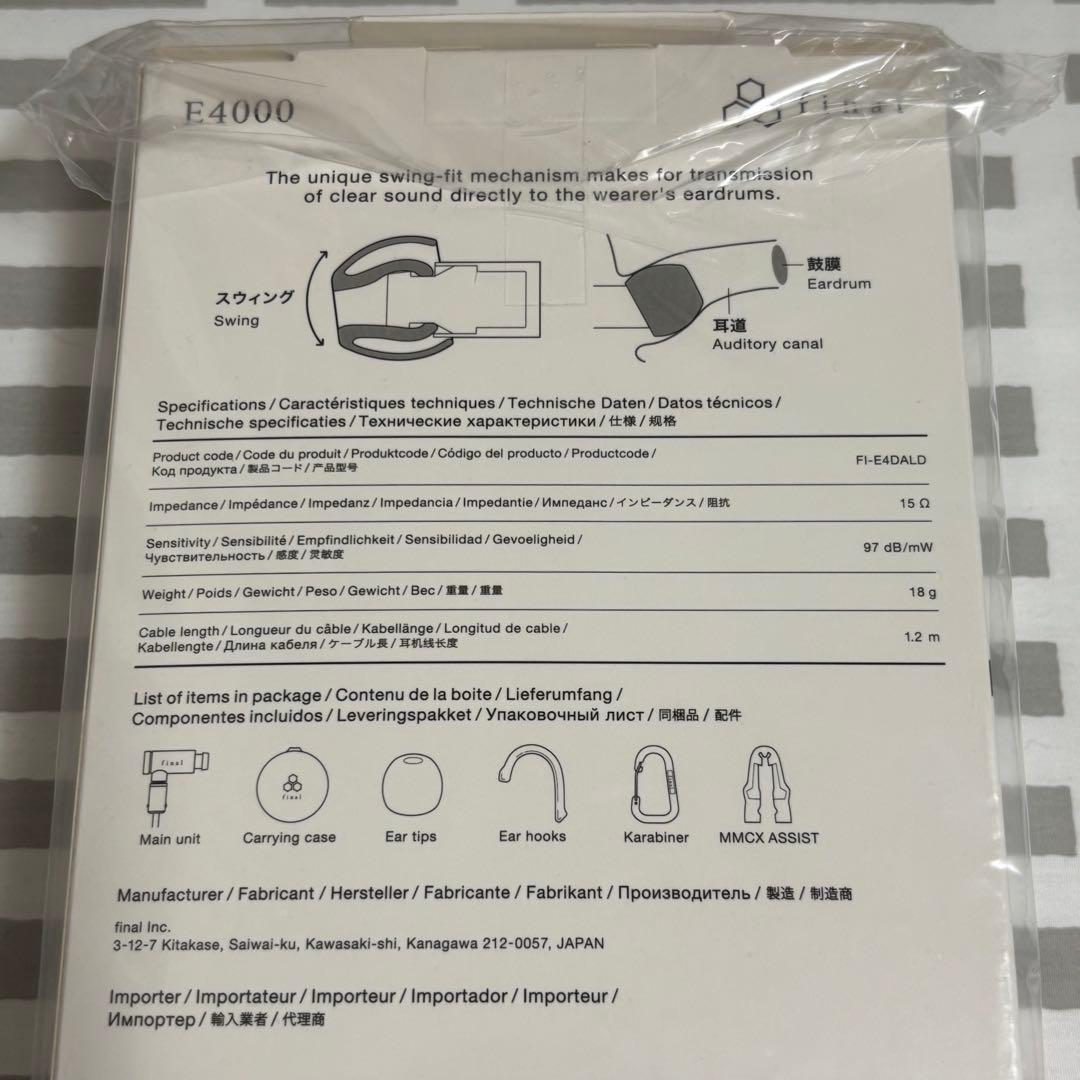 E4000
final
The unique swing-fit mechanism makes for transmission
of clear sound directly to the wearer's eardrums.
スウィング
Swing
鼓膜
Eardrum
耳道
Auditory canal
Specifications / Caractéristiques techniques / Technische Daten / Datos técnicos /
Technische specificaties / Технические характеристики / 仕様 / 规格
Product code / Code du produit / Produktcode / Código del producto / Productcode /
Код продукта / 製品コード / 产品型号
FI-E4DALD
Impedance / Impédance / Impedanz / Impedancia / Impedantie / Импеданс / インピーダンス / 阻抗
15 Ω
Sensitivity / Sensibilité / Empfindlichkeit / Sensibilidad / Gevoeligheid /
Чувствительность / 感度 / 灵敏度
97 dB/mW
Weight / Poids / Gewicht / Peso / Gewicht / Вес / 重量 / 重量
18 g
Cable length / Longueur du câble / Kabellänge / Longitud de cable /
Kabellengte / Длина кабеля / ケーブル長 / 耳机线长度
1.2 m
List of items in package / Contenu de la boite / Lieferumfang /
Componentes incluidos / Leveringspakket / Упаковочный лист / 同梱品 / 配件
final
final
Main unit
Carrying case
Ear tips
Ear hooks
Karabiner
MMCX ASSIST
Manufacturer / Fabricant / Hersteller / Fabricante / Fabrikant / Производитель / 製造 / 制造商
final Inc.
3-12-7 Kitakase, Saiwai-ku, Kawasaki-shi, Kanagawa 212-0057, JAPAN
Importer / Importateur / Importeur / Importador / Importeur /
Импортер / 輸入業者 / 代理商